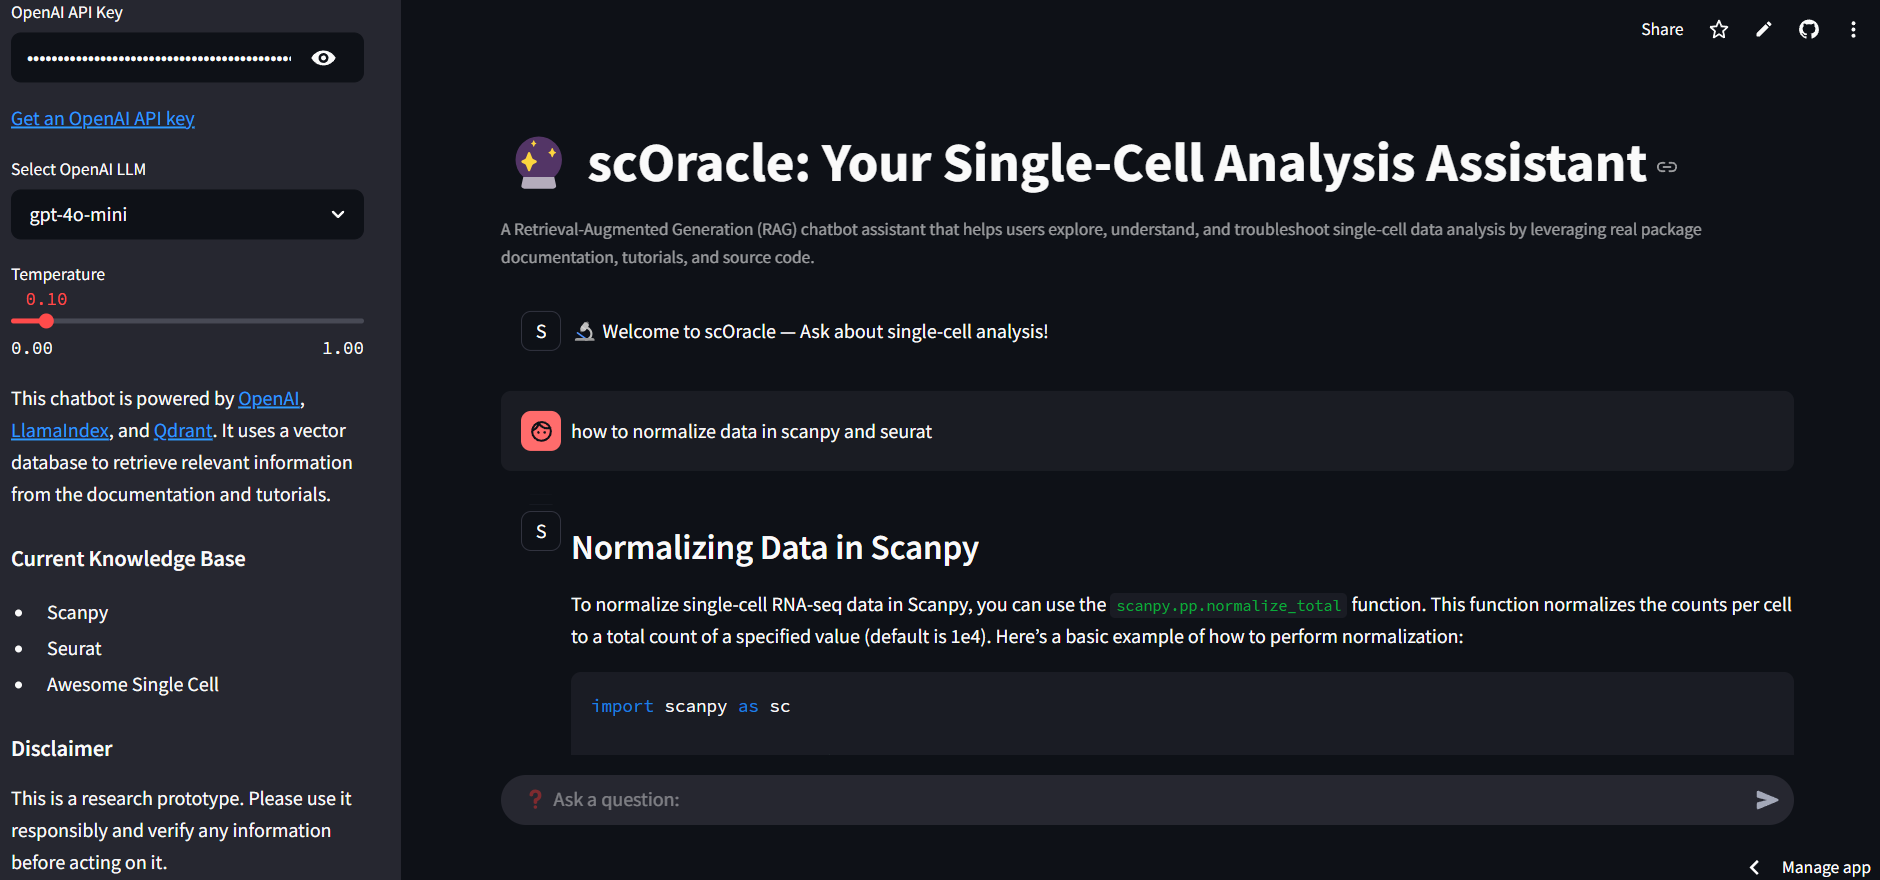 OpenAI API Key
••••••••••••••••••••••••••••••••••••••••••••
Get an OpenAI API key
Select OpenAI LLM
gpt-4o-mini
Temperature
0.10
0.00 1.00
This chatbot is powered by OpenAI,
LlamaIndex, and Qdrant. It uses a vector
database to retrieve relevant information
from the documentation and tutorials.
Current Knowledge Base
• Scanpy
• Seurat
• Awesome Single Cell
Disclaimer
This is a research prototype. Please use it
responsibly and verify any information
before acting on it.
Share
🔮 scOracle: Your Single-Cell Analysis Assistant
A Retrieval-Augmented Generation (RAG) chatbot assistant that helps users explore, understand, and troubleshoot single-cell data analysis by leveraging real package
documentation, tutorials, and source code.
S 🔬 Welcome to scOracle — Ask about single-cell analysis!
how to normalize data in scanpy and seurat
S
Normalizing Data in Scanpy
To normalize single-cell RNA-seq data in Scanpy, you can use the scanpy.pp.normalize_total function. This function normalizes the counts per cell
to a total count of a specified value (default is 1e4). Here’s a basic example of how to perform normalization:
import scanpy as sc
❓ Ask a question:
Manage app